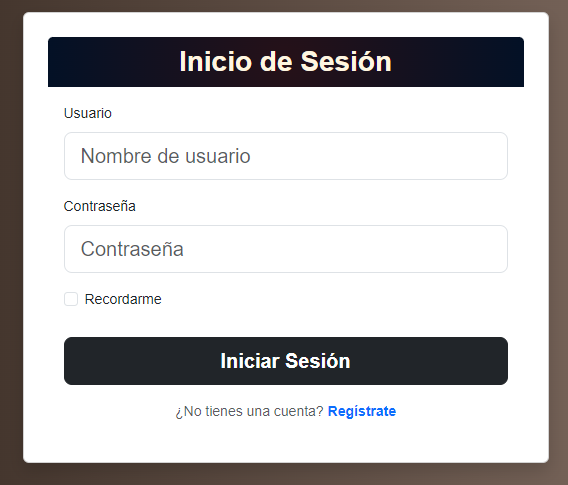 Inicio de Sesión
Usuario
Nombre de usuario
Contraseña
Contraseña
Recordarme
Iniciar Sesión
¿No tienes una cuenta? Regístrate